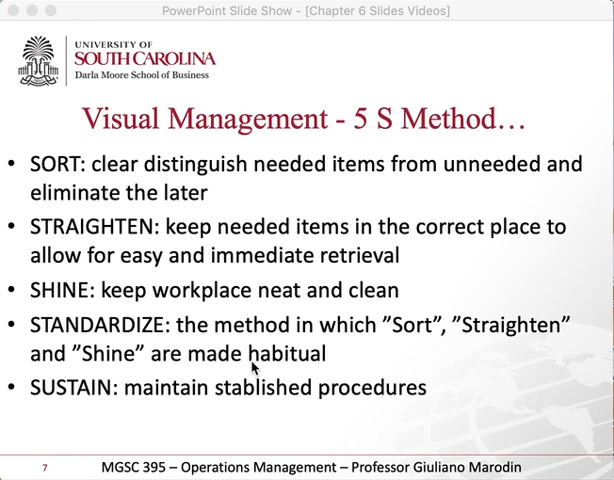 PowerPoint Slide Show - [Chapter 6 Slides Videos]
UNIVERSITY OF
SOUTH CAROLINA
Darla Moore School of Business
Visual Management - 5 S Method…
• SORT: clear distinguish needed items from unneeded and
eliminate the later
• STRAIGHTEN: keep needed items in the correct place to
allow for easy and immediate retrieval
• SHINE: keep workplace neat and clean
• STANDARDIZE: the method in which ”Sort”, ”Straighten”
and ”Shine” are made habitual
• SUSTAIN: maintain stablished procedures
7 MGSC 395 – Operations Management – Professor Giuliano Marodin